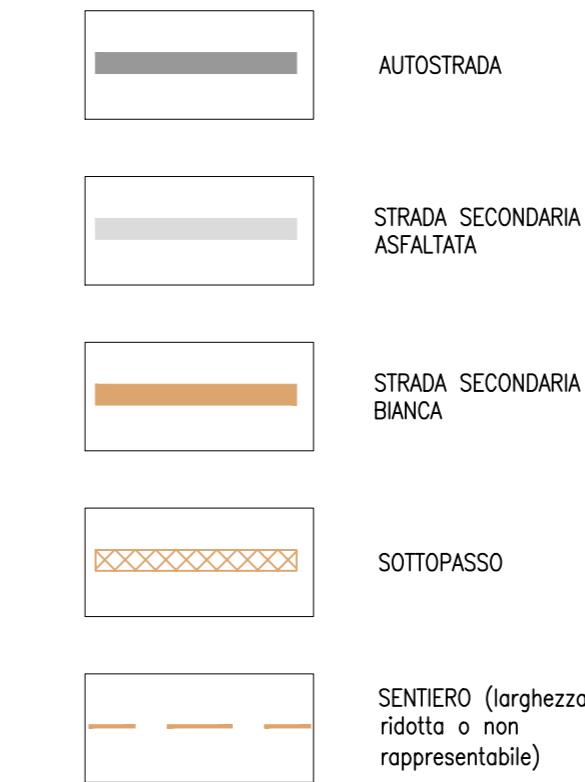 AUTOSTRADA
STRADA SECONDARIA
ASFALTATA
STRADA SECONDARIA
BIANCA
SOTTOPASSO
SENTIERO (larghezza
ridotta o non
rappresentabile)